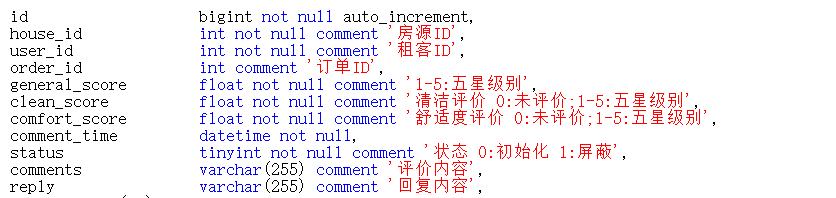 id bigint not null auto_increment,
house_id int not null comment '房源ID',
user_id int not null comment '租客ID',
order_id int comment '订单ID',
general_score float not null comment '1-5:五星级别',
clean_score float not null comment '清洁评价 0:未评价;1-5:五星级别',
comfort_score float not null comment '舒适度评价 0:未评价;1-5:五星级别',
comment_time datetime not null,
status tinyint not null comment '状态 0:初始化 1:屏蔽',
comments varchar(255) comment '评价内容',
reply varchar(255) comment '回复内容',